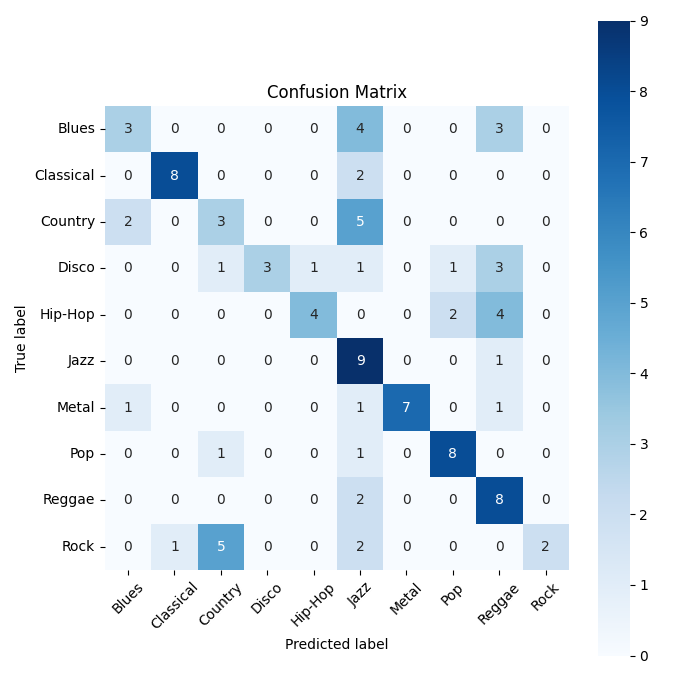 Confusion Matrix
Blues 3 0 0 0 0 4 0 0 3 0
Classical 0 8 0 0 0 2 0 0 0 0
Country 2 0 3 0 0 5 0 0 0 0
Disco 0 0 1 3 1 1 0 1 3 0
Hip-Hop 0 0 0 0 4 0 0 2 4 0
Jazz 0 0 0 0 0 9 0 0 1 0
Metal 1 0 0 0 0 1 7 0 1 0
Pop 0 0 1 0 0 1 0 8 0 0
Reggae 0 0 0 0 0 2 0 0 8 0
Rock 0 1 5 0 0 2 0 0 0 2
Blues Classical Country Disco Hip-Hop Jazz Metal Pop Reggae Rock
Predicted label
True label
9
8
7
6
5
4
3
2
1
0